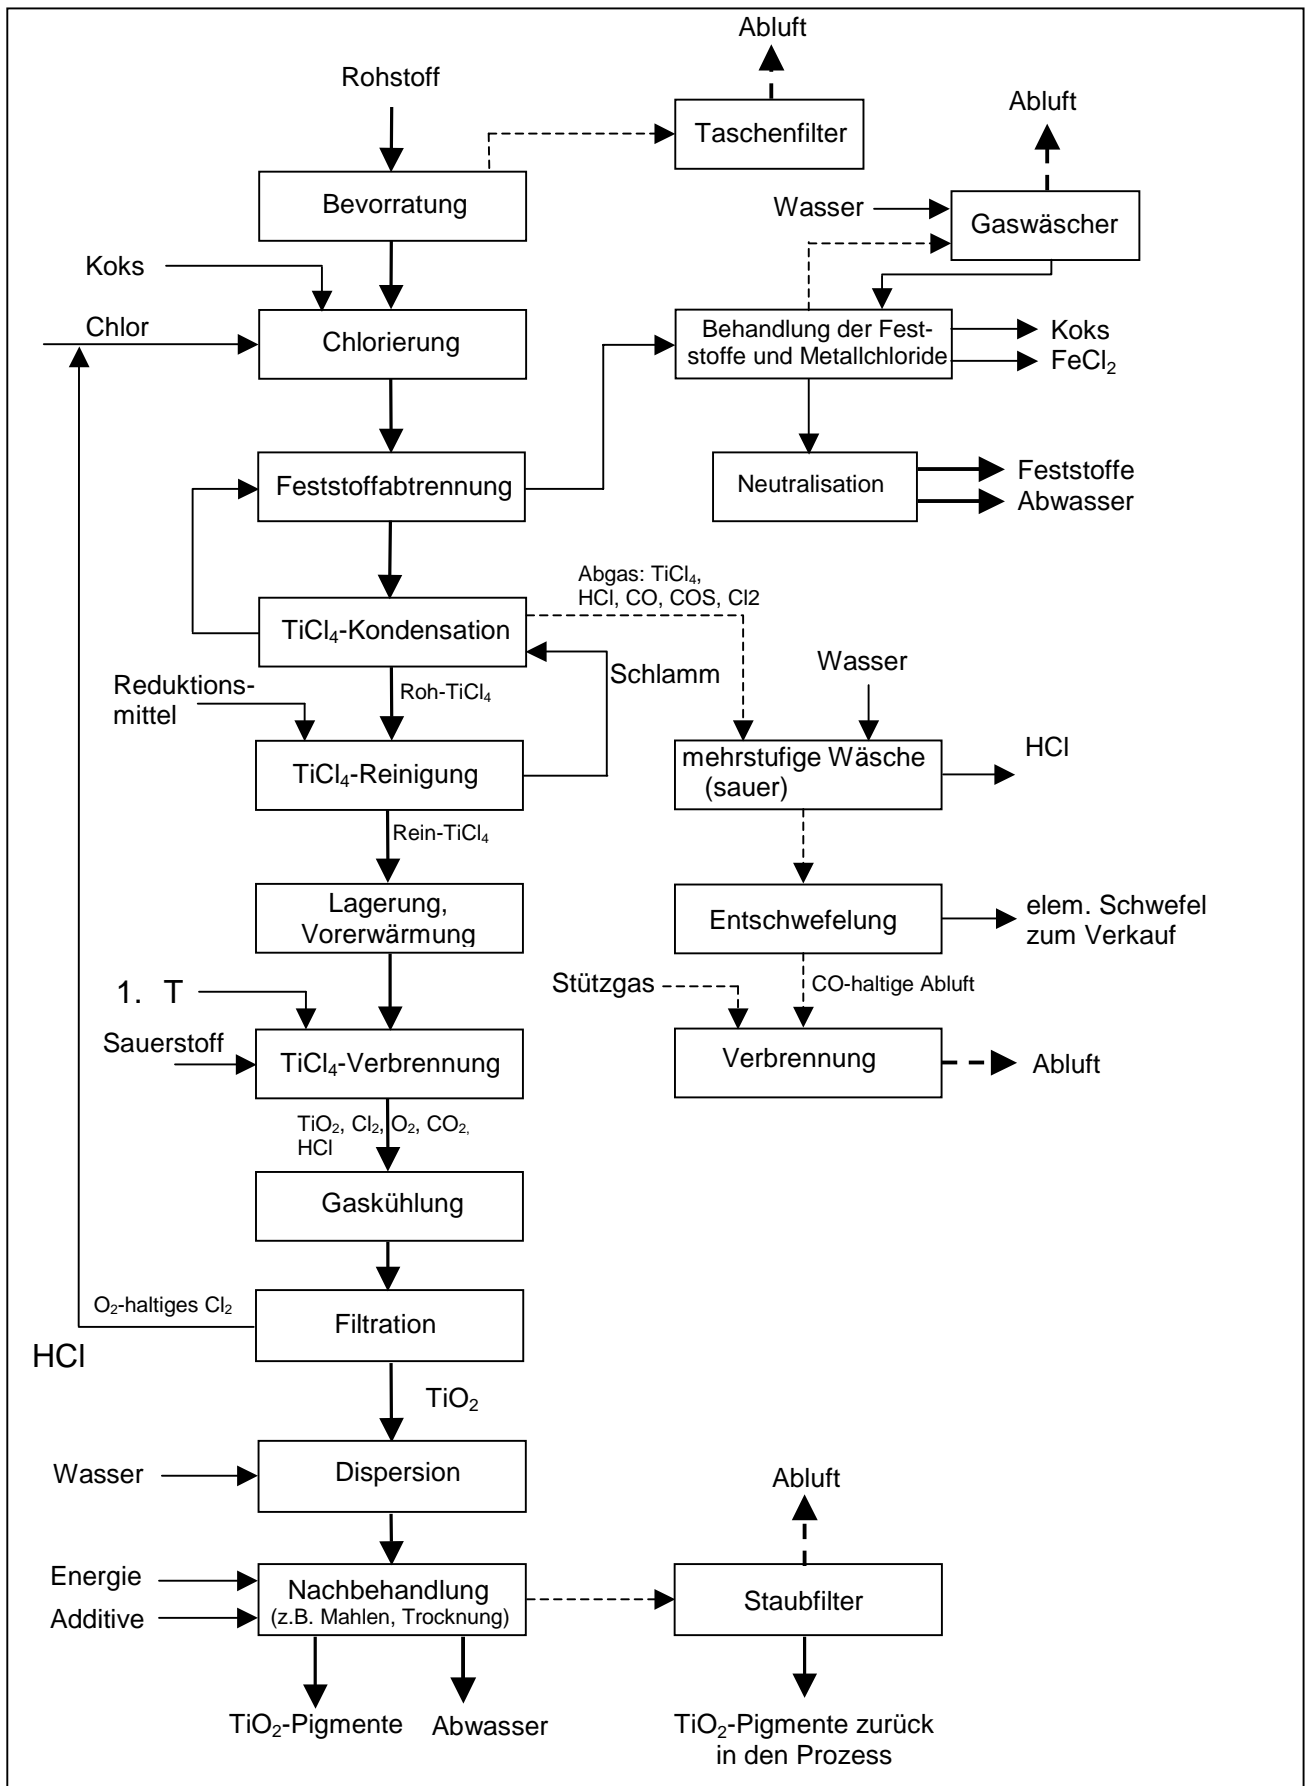 Abluft
Rohstoff
Abluft
Taschenfilter
Bevorratung
Wasser
Gaswäscher
Koks
Chlor
Chlorierung
Behandlung der Fest-
stoffe und Metallchloride
Koks
FeCl₂
Feststoffabtrennung
Neutralisation
Feststoffe
Abwasser
Abgas: TiCl₄,
HCl, CO, COS, Cl2
TiCl₄-Kondensation
Wasser
Schlamm
Reduktions-
mittel
Roh-TiCl₄
TiCl₄-Reinigung
mehrstufige Wäsche
(sauer)
HCl
Rein-TiCl₄
Lagerung,
Vorerwärmung
Entschwefelung
elem. Schwefel
zum Verkauf
1. T
Stützgas
CO-haltige Abluft
Sauerstoff
TiCl₄-Verbrennung
Verbrennung
Abluft
TiO₂, Cl₂, O₂, CO₂,
HCl
Gaskühlung
O₂-haltiges Cl₂
Filtration
HCl
TiO₂
Wasser
Dispersion
Abluft
Energie
Additive
Nachbehandlung
(z.B. Mahlen, Trocknung)
Staubfilter
TiO₂-Pigmente
Abwasser
TiO₂-Pigmente zurück
in den Prozess